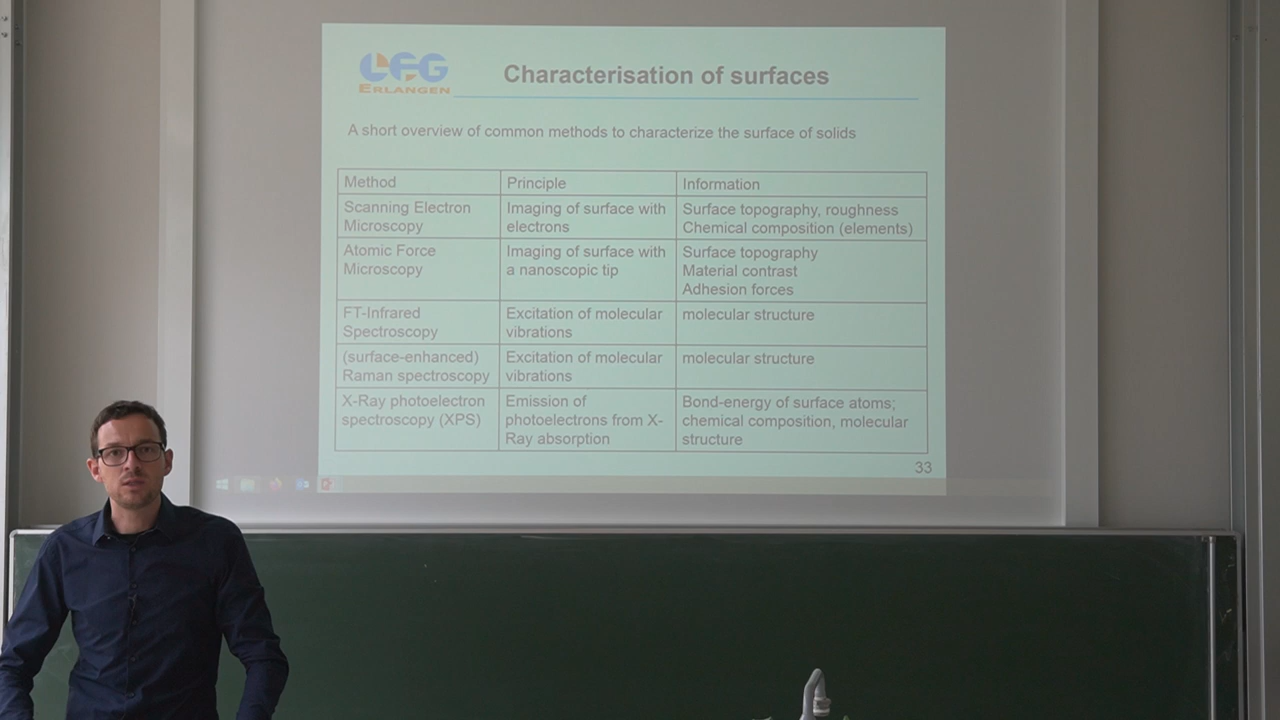 LFG
ERLANGEN
Characterisation of surfaces
A short overview of common methods to characterize the surface of solids
Method
Principle
Information
Scanning Electron
Microscopy
Imaging of surface with
electrons
Surface topography, roughness
Chemical composition (elements)
Atomic Force
Microscopy
Imaging of surface with
a nanoscopic tip
Surface topography
Material contrast
Adhesion forces
FT-Infrared
Spectroscopy
Excitation of molecular
vibrations
molecular structure
(surface-enhanced)
Raman spectroscopy
Excitation of molecular
vibrations
molecular structure
X-Ray photoelectron
spectroscopy (XPS)
Emission of
photoelectrons from X-
Ray absorption
Bond-energy of surface atoms;
chemical composition, molecular
structure
33